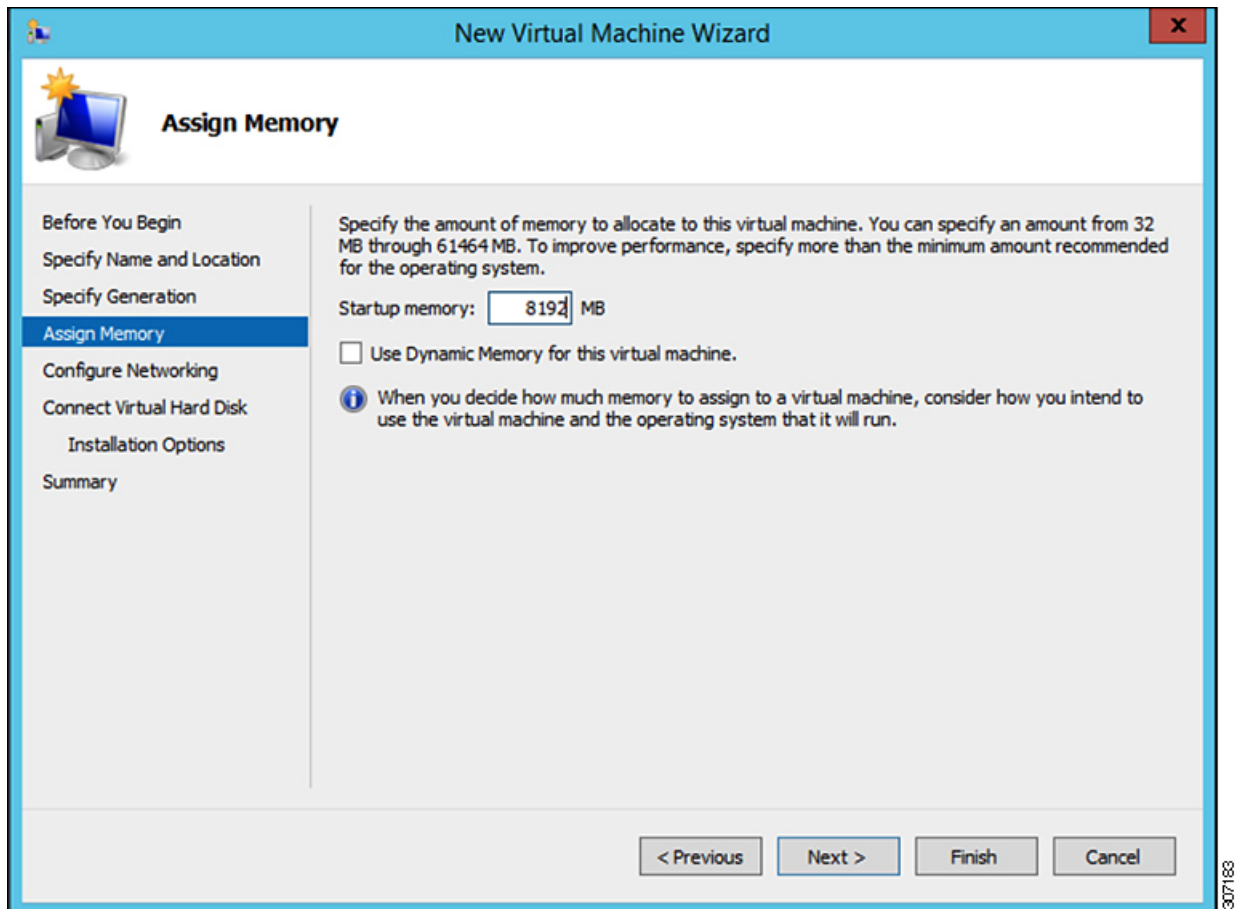 New Virtual Machine Wizard
x
Assign Memory
Before You Begin
Specify Name and Location
Specify Generation
Assign Memory
Configure Networking
Connect Virtual Hard Disk
Installation Options
Summary
Specify the amount of memory to allocate to this virtual machine. You can specify an amount from 32
MB through 61464 MB. To improve performance, specify more than the minimum amount recommended
for the operating system.
Startup memory: 8192 MB
Use Dynamic Memory for this virtual machine.
When you decide how much memory to assign to a virtual machine, consider how you intend to
use the virtual machine and the operating system that it will run.
< Previous Next > Finish Cancel
307183